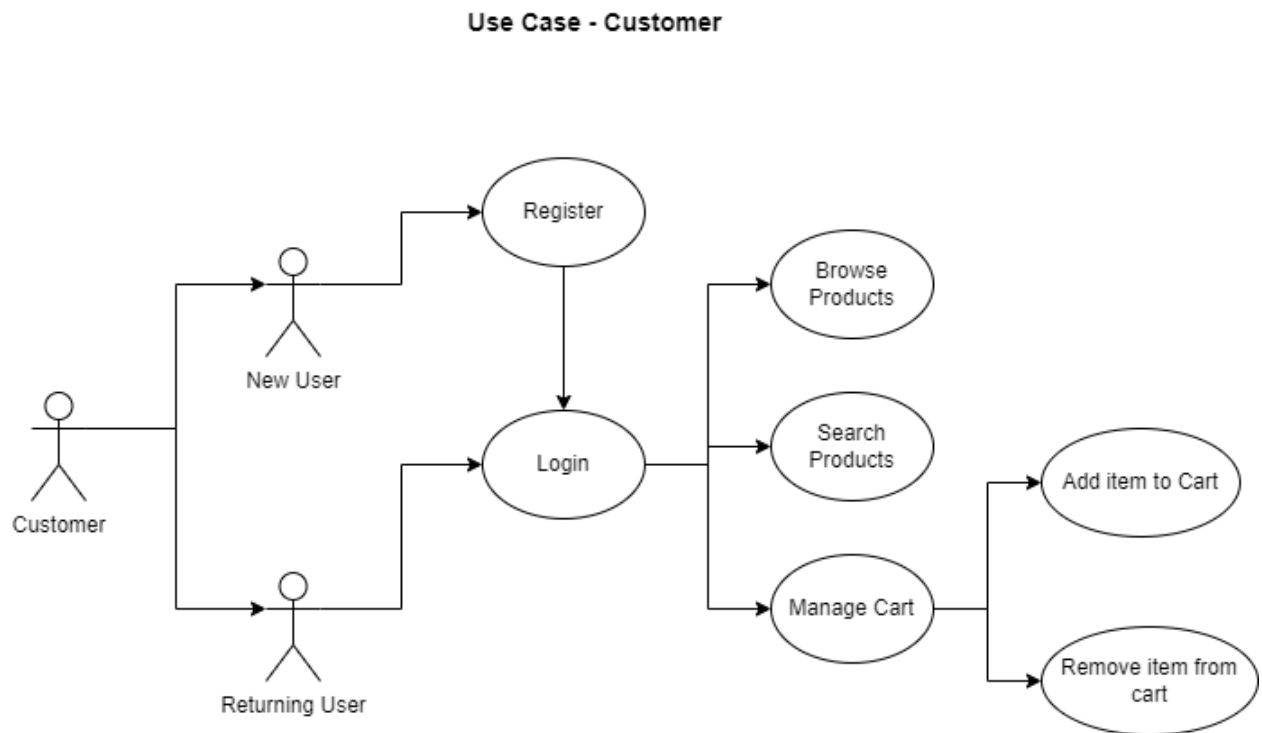 Use Case - Customer
Register
Browse
Products
New User
Search
Products
Login
Add item to Cart
Customer
Manage Cart
Remove item from
cart
Returning User